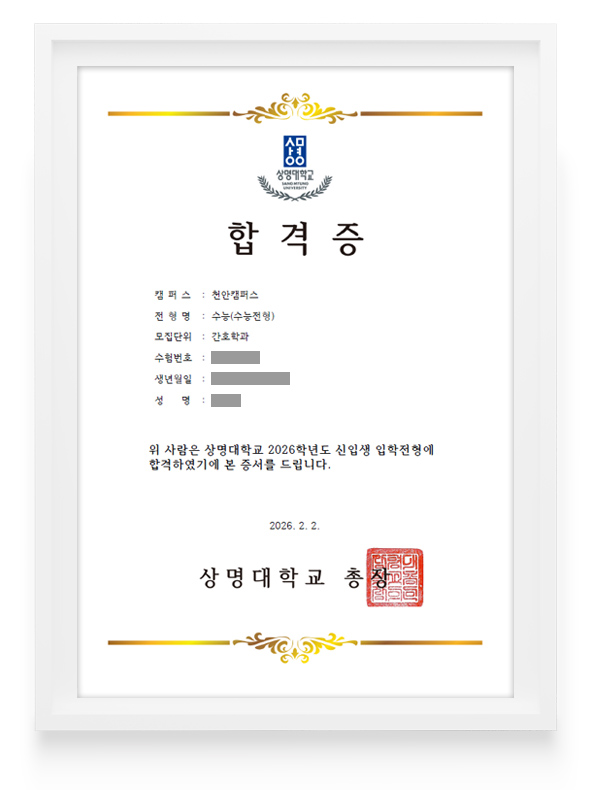 상명
상명대학교
SANGMYUNG
UNIVERSITY
합 격 증
캠 퍼 스 : 천안캠퍼스
전 형 명 : 수능(수능전형)
모집단위 : 간호학과
수험번호 :
생년월일 :
성 명 :
위 사람은 상명대학교 2026학년도 신입생 입학전형에
합격하였기에 본 증서를 드립니다.
2026. 2. 2.
상명대학교 총장